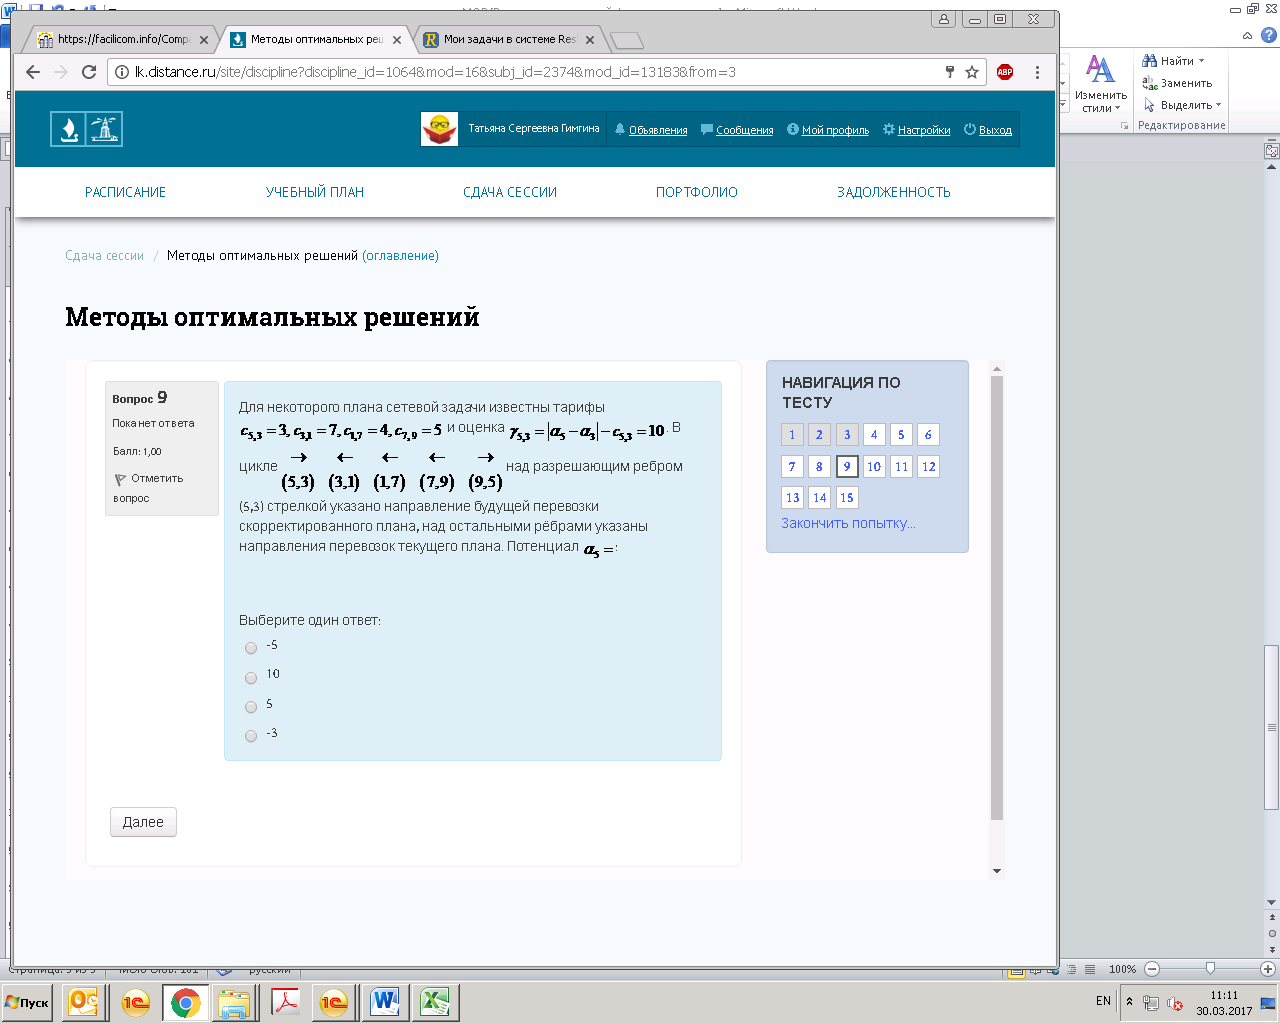 https://facilicom.info/Compa
Методы оптимальных реш
Мои задачи в системе Res
lk.distance.ru/site/discipline?discipline_id=1064&mod=16&subj_id=2374&mod_id=13183&from=3
ABP
Найти
Заменить
Выделить
Изменить стили
Редактирование
Татьяна Сергеевна Гимгина
Объявления
Сообщения
Мой профиль
Настройки
Выход
РАСПИСАНИЕ
УЧЕБНЫЙ ПЛАН
СДАЧА СЕССИИ
ПОРТФОЛИО
ЗАДОЛЖЕННОСТЬ
Сдача сессии / Методы оптимальных решений (оглавление)
Методы оптимальных решений
Вопрос 9
Пока нет ответа
Балл: 1,00
Отметить
вопрос
Для некоторого плана сетевой задачи известны тарифы
c5,3 = 3, c3,1 = 7, c1,7 = 4, c7,9 = 5 и оценка γ5,3 = |α5 − α3| − c5,3 = 10. В
→ ← ← ← →
цикле (5,3) (3,1) (1,7) (7,9) (9,5) над разрешающим ребром
(5,3) стрелкой указано направление будущей перевозки
скорректированного плана, над остальными рёбрами указаны
направления перевозок текущего плана. Потенциал α5 =:
Выберите один ответ:
-5
10
5
-3
Далее
НАВИГАЦИЯ ПО
ТЕСТУ
1 2 3 4 5 6
7 8 9 10 11 12
13 14 15
Закончить попытку...
100%
Пуск
EN
11:11
30.03.2017